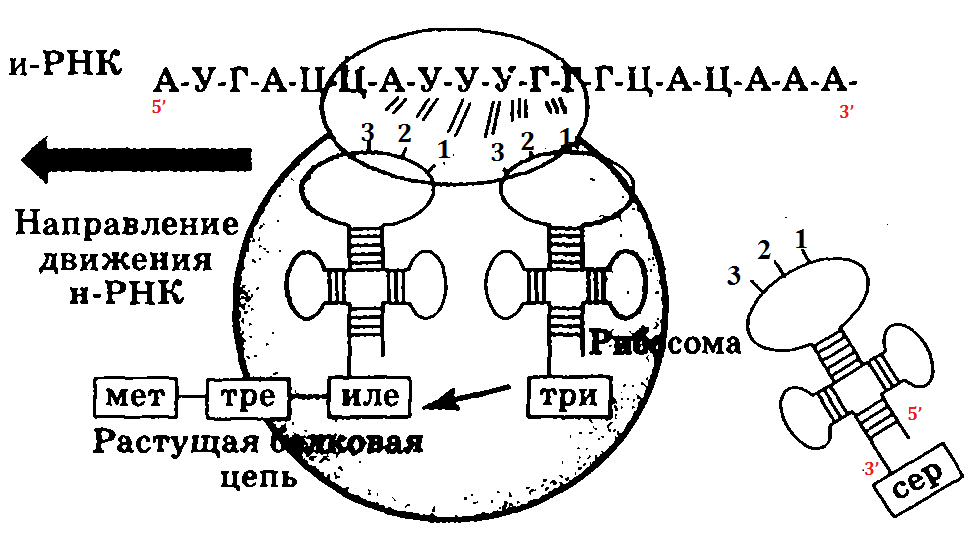 и-РНК
А-У-Г-А-Ц-Ц-А-У-У-У-Г-Г-Г-Ц-А-Ц-А-А-А-
5’ 3’
3 2 1 3 2 1
Направление
движения
н-РНК
3 2 1
Рибосома
мет тре иле три
5’
3’
сер
Растущая белковая
цепь